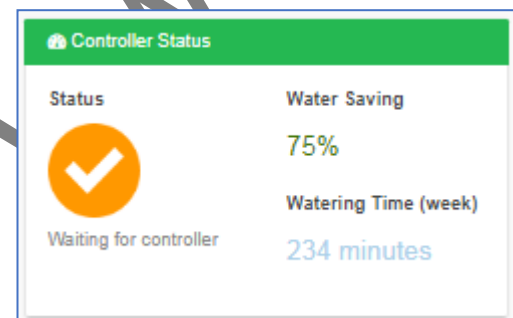 Controller Status
Status
Waiting for controller
Water Saving
75%
Watering Time (week)
234 minutes